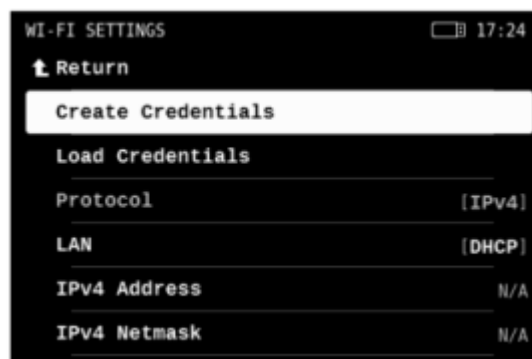 WI-FI SETTINGS 17:24
Return
Create Credentials
Load Credentials
Protocol [IPv4]
LAN [DHCP]
IPv4 Address N/A
IPv4 Netmask N/A